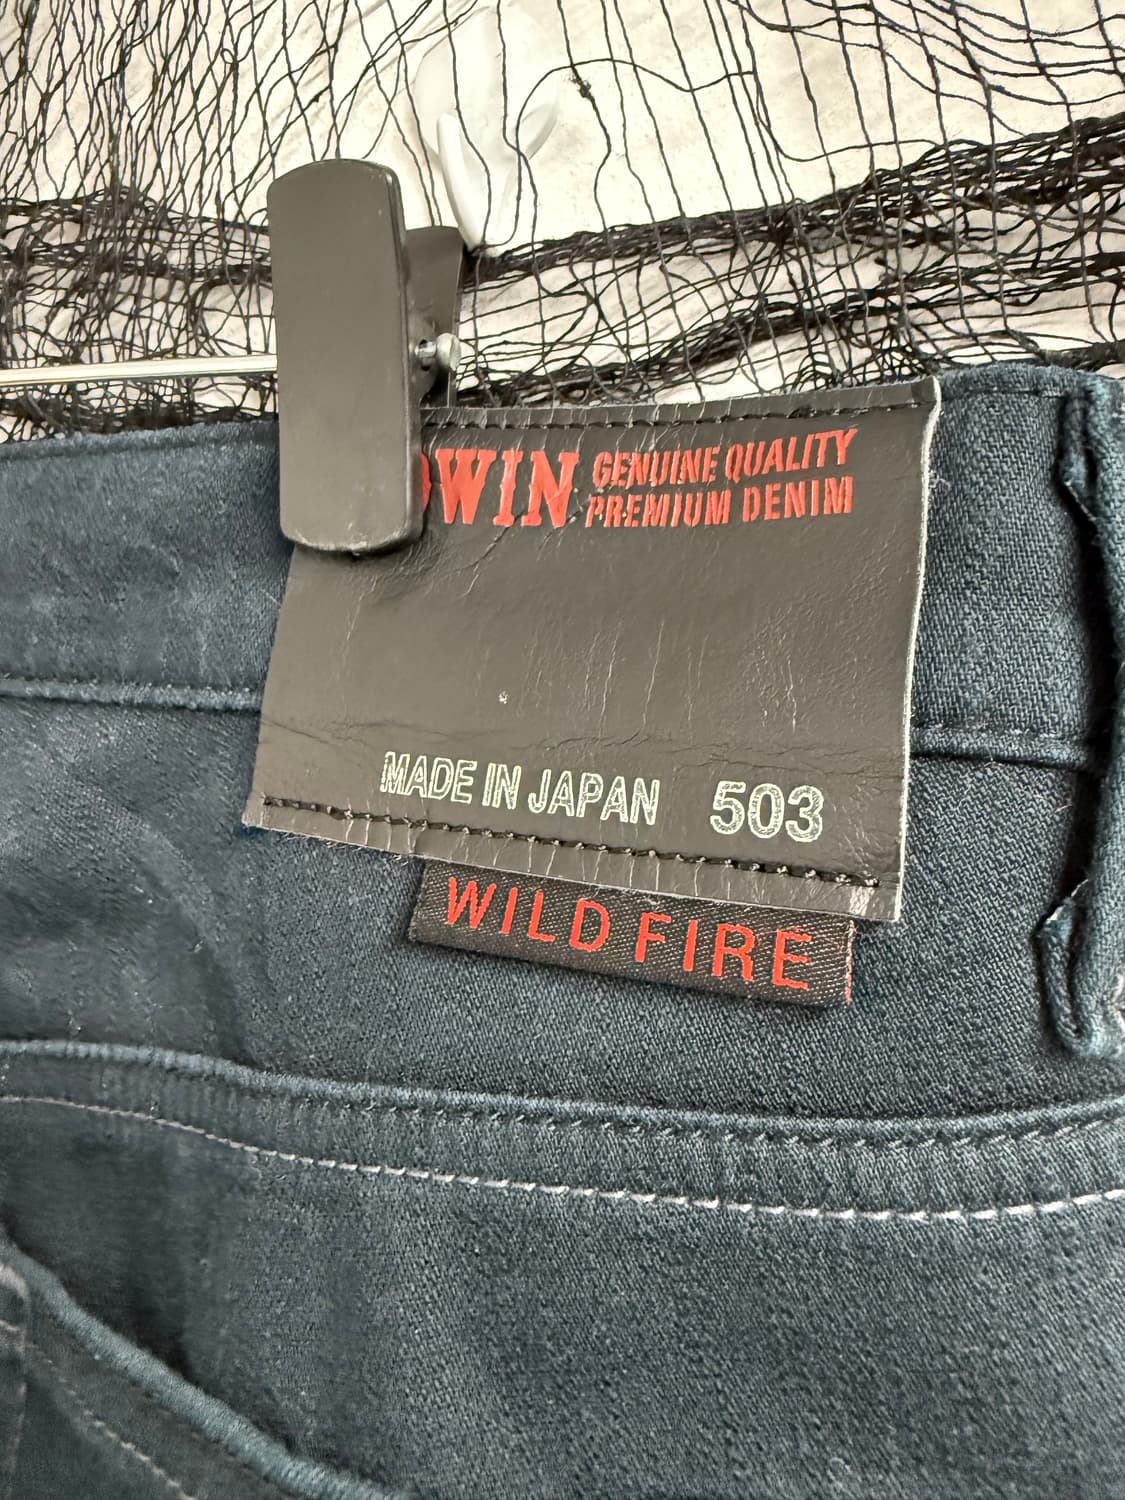 DWIN GENUINE QUALITY
PREMIUM DENIM
MADE IN JAPAN 503
WILD FIRE